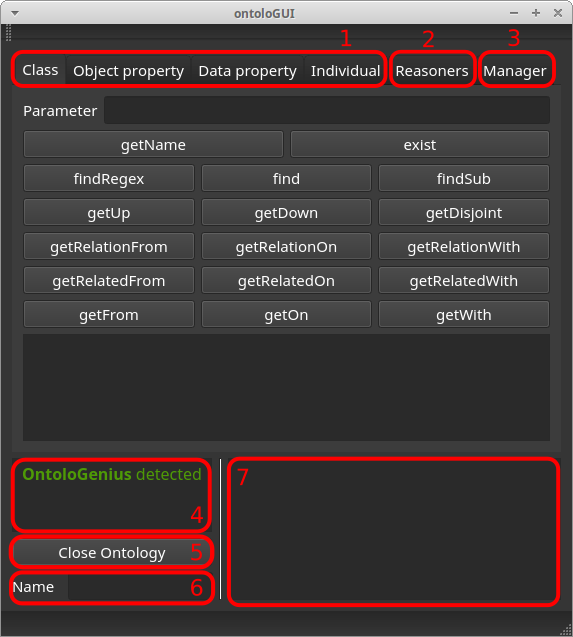 ontoloGUI
1 2 3
Class Object property Data property Individual Reasoners Manager
Parameter
getName exist
findRegex find findSub
getUp getDown getDisjoint
getRelationFrom getRelationOn getRelationWith
getRelatedFrom getRelatedOn getRelatedWith
getFrom getOn getWith
OntoloGenius detected
4
Close Ontology 5
Name 6
7